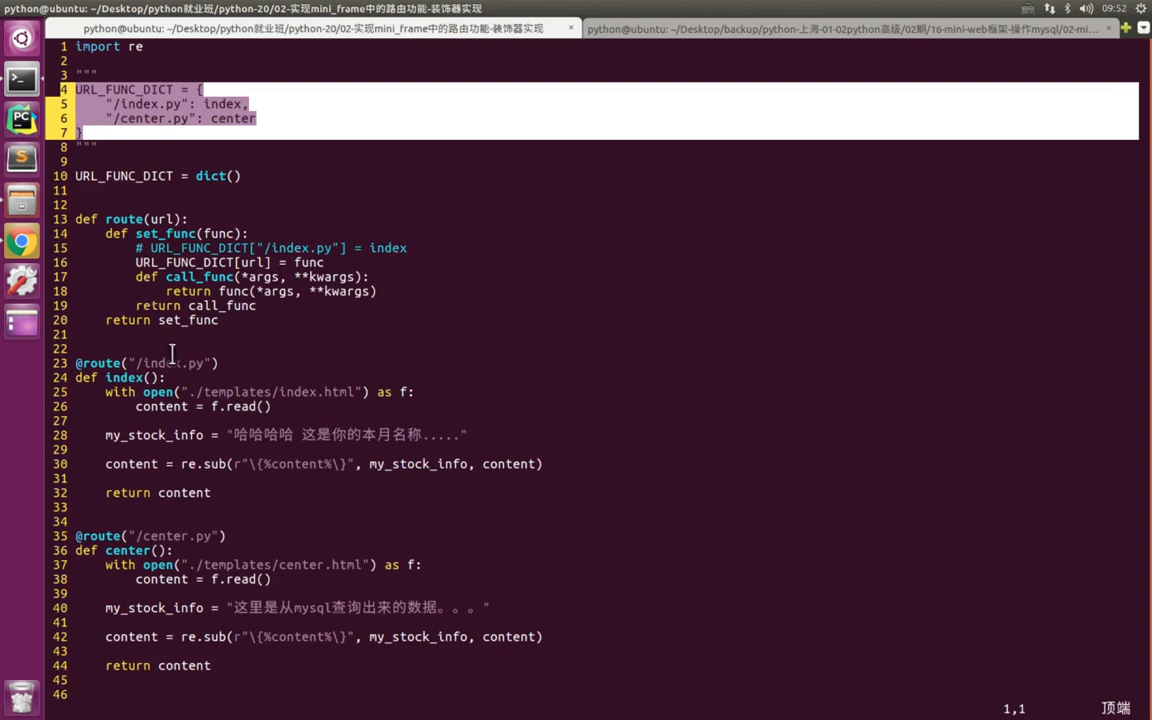 python@ubuntu: ~/Desktop/python就业班/python-20/02-实现mini_frame中的路由功能-装饰器实现
09:52
python@ubuntu: ~/Desktop/python就业班/python-20/02-实现mini_frame中的路由功能-装饰器实现 ×
python@ubuntu: ~/Desktop/backup/python-上海-01-02python高级/02期/16-mini-web框架-操作mysql/02-mi... ×
1 import re
2
3 """
4 URL_FUNC_DICT = {
5     "/index.py": index,
6     "/center.py": center
7 }
8 """
9
10 URL_FUNC_DICT = dict()
11
12
13 def route(url):
14     def set_func(func):
15         # URL_FUNC_DICT["/index.py"] = index
16         URL_FUNC_DICT[url] = func
17         def call_func(*args, **kwargs):
18             return func(*args, **kwargs)
19         return call_func
20     return set_func
21
22
23 @route("/index.py")
24 def index():
25     with open("./templates/index.html") as f:
26         content = f.read()
27
28     my_stock_info = "哈哈哈哈 这是你的本月名称....."
29
30     content = re.sub(r"\{%content%\}", my_stock_info, content)
31
32     return content
33
34
35 @route("/center.py")
36 def center():
37     with open("./templates/center.html") as f:
38         content = f.read()
39
40     my_stock_info = "这里是从mysql查询出来的数据。。。"
41
42     content = re.sub(r"\{%content%\}", my_stock_info, content)
43
44     return content
45
46
1,1 顶端